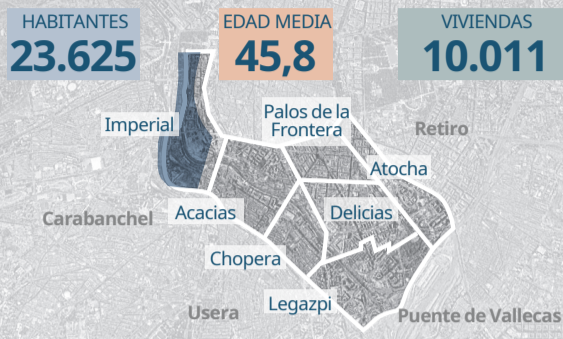 HABITANTES
23.625
EDAD MEDIA
45,8
VIVIENDAS
10.011
Imperial
Palos de la
Frontera
Retiro
Atocha
Carabanchel
Acacias
Delicias
Chopera
Legazpi
Usera
Puente de Vallecas